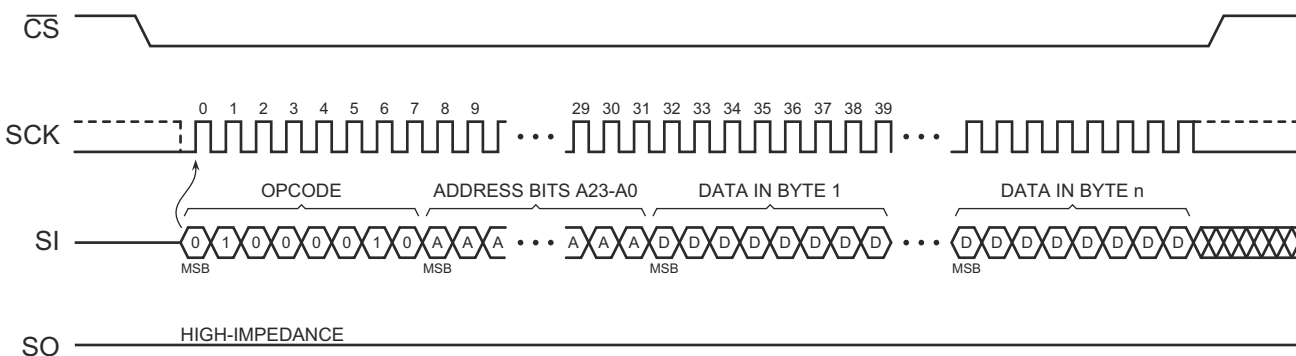 CS
SCK
0 1 2 3 4 5 6 7 8 9 29 30 31 32 33 34 35 36 37 38 39
OPCODE ADDRESS BITS A23-A0 DATA IN BYTE 1 DATA IN BYTE n
SI
0 1 0 0 0 0 1 0 A A A A A A D D D D D D D D D D D D D D D D
MSB MSB MSB MSB
HIGH-IMPEDANCE
SO